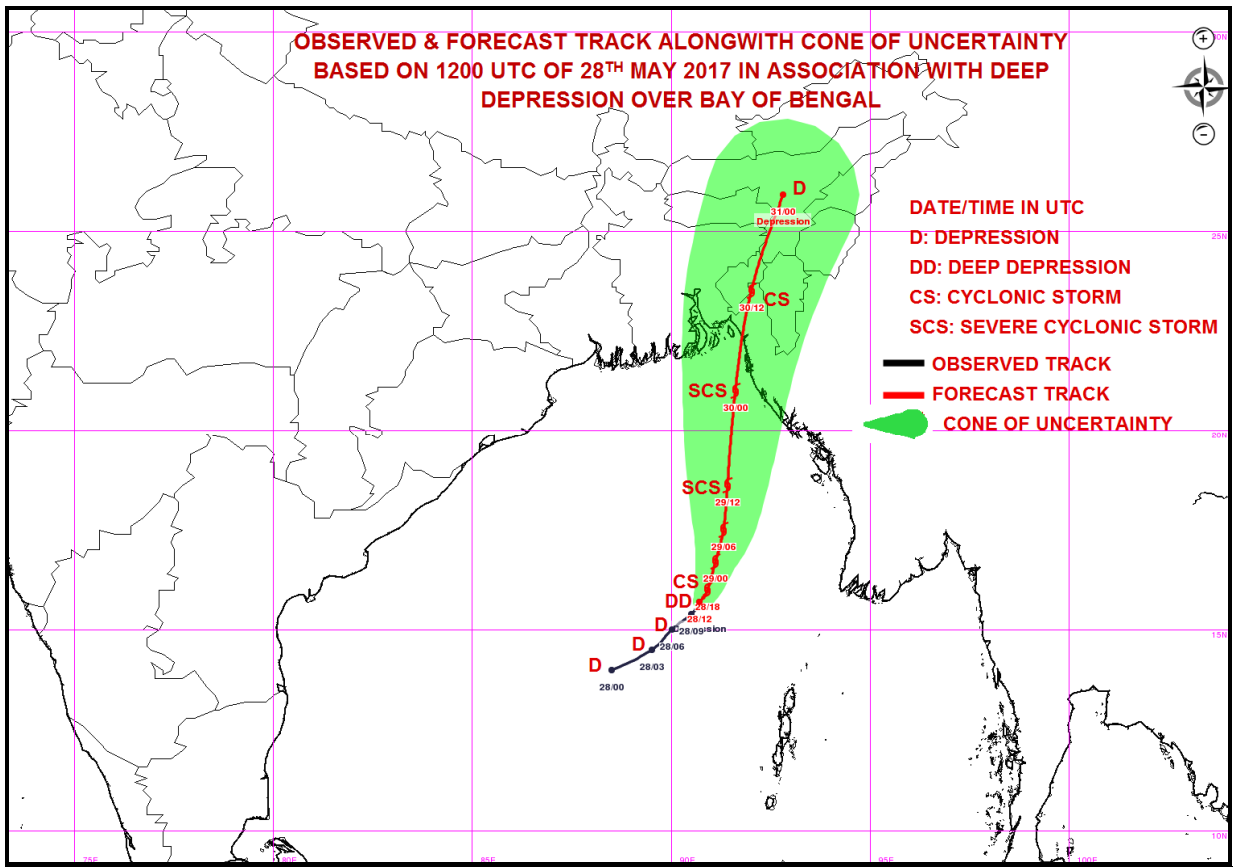 OBSERVED & FORECAST TRACK ALONGWITH CONE OF UNCERTAINTY
BASED ON 1200 UTC OF 28TH MAY 2017 IN ASSOCIATION WITH DEEP
DEPRESSION OVER BAY OF BENGAL
30N
+
−
D
31/00
Depression
DATE/TIME IN UTC
D: DEPRESSION
DD: DEEP DEPRESSION
CS: CYCLONIC STORM
SCS: SEVERE CYCLONIC STORM
OBSERVED TRACK
FORECAST TRACK
CONE OF UNCERTAINTY
25N
CS
30/12
SCS
30/00
20N
SCS
29/12
29/06
CS
29/00
DD
28/18
28/12
D
28/09
15N
D
28/06
D
28/03
28/00
10N
75E
80E
85E
90E
95E
100E